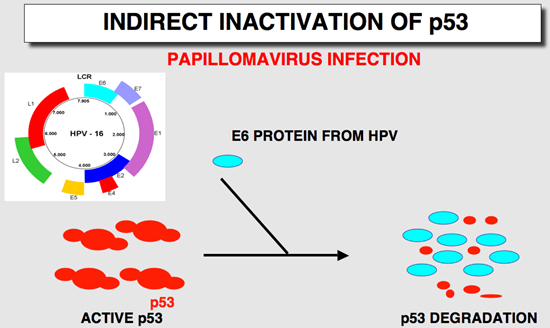 INDIRECT INACTIVATION OF p53
PAPILLOMAVIRUS INFECTION
LCR
E6
E7
7.905
L1
7.000
1.000
E1
HPV - 16
6.000
2.000
L2
5.000
3.000
4.000
E2
E5
E4
E6 PROTEIN FROM HPV
p53
ACTIVE p53
p53 DEGRADATION